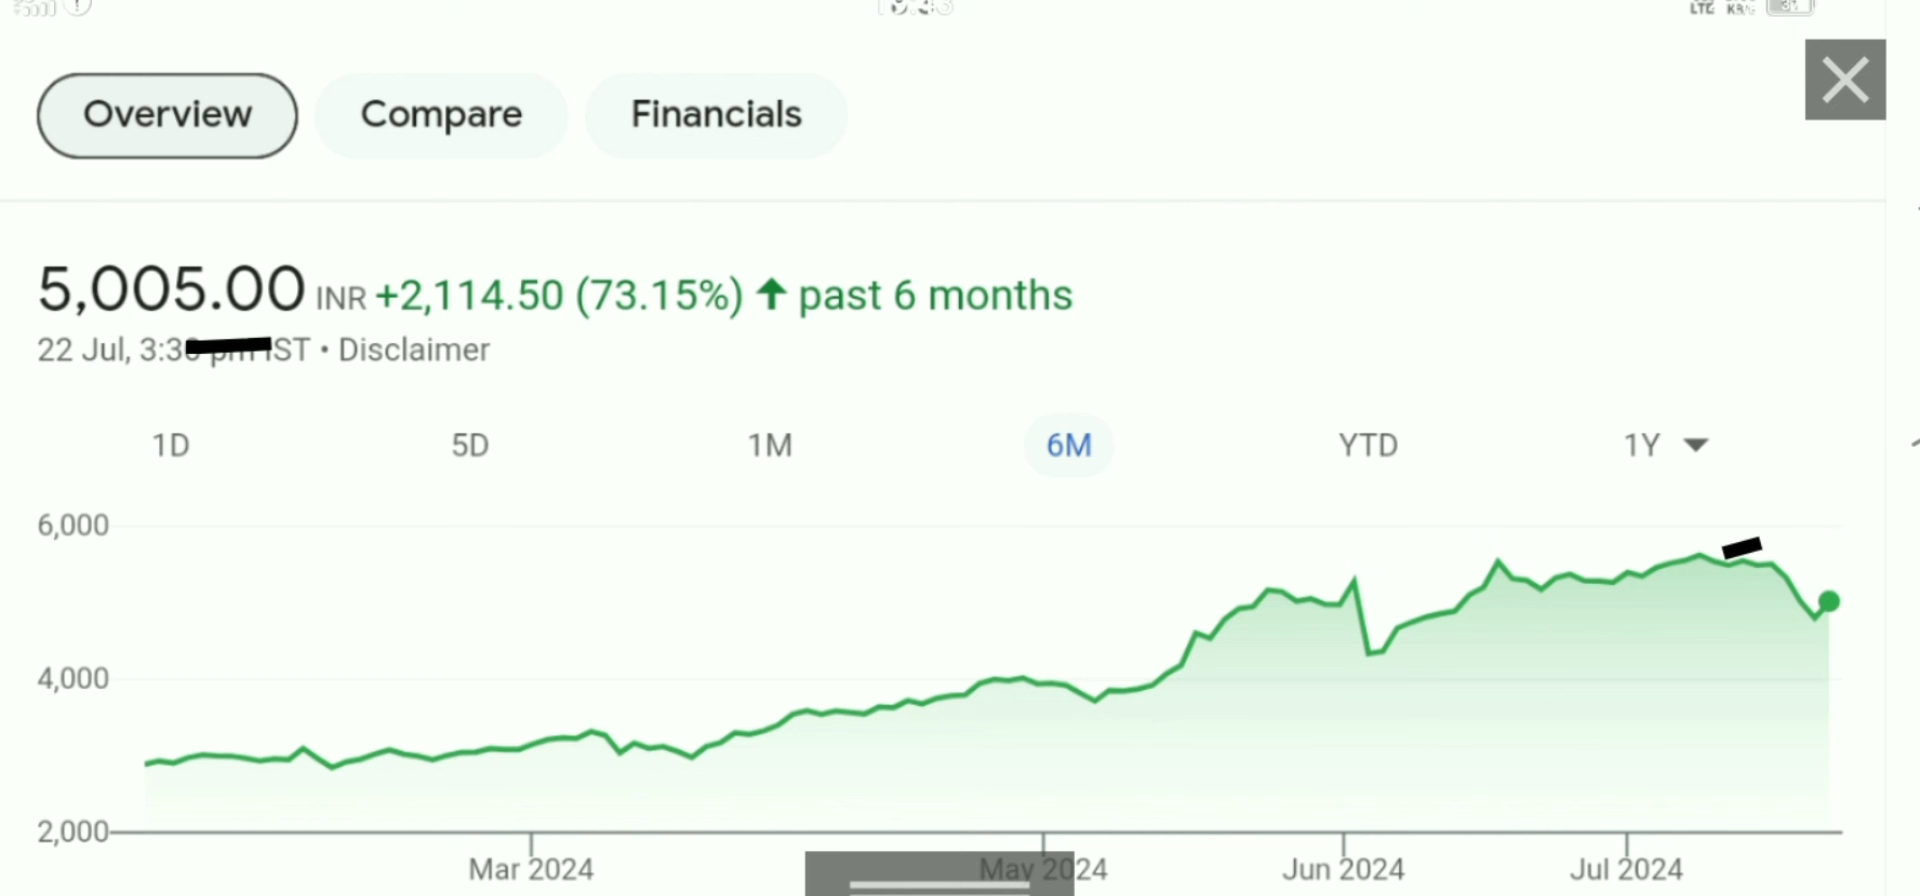 Overview Compare Financials
5,005.00 INR +2,114.50 (73.15%) ↑ past 6 months
22 Jul, IST • Disclaimer
1D 5D 1M 6M YTD 1Y
6,000
4,000
2,000
Mar 2024 May 2024 Jun 2024 Jul 2024